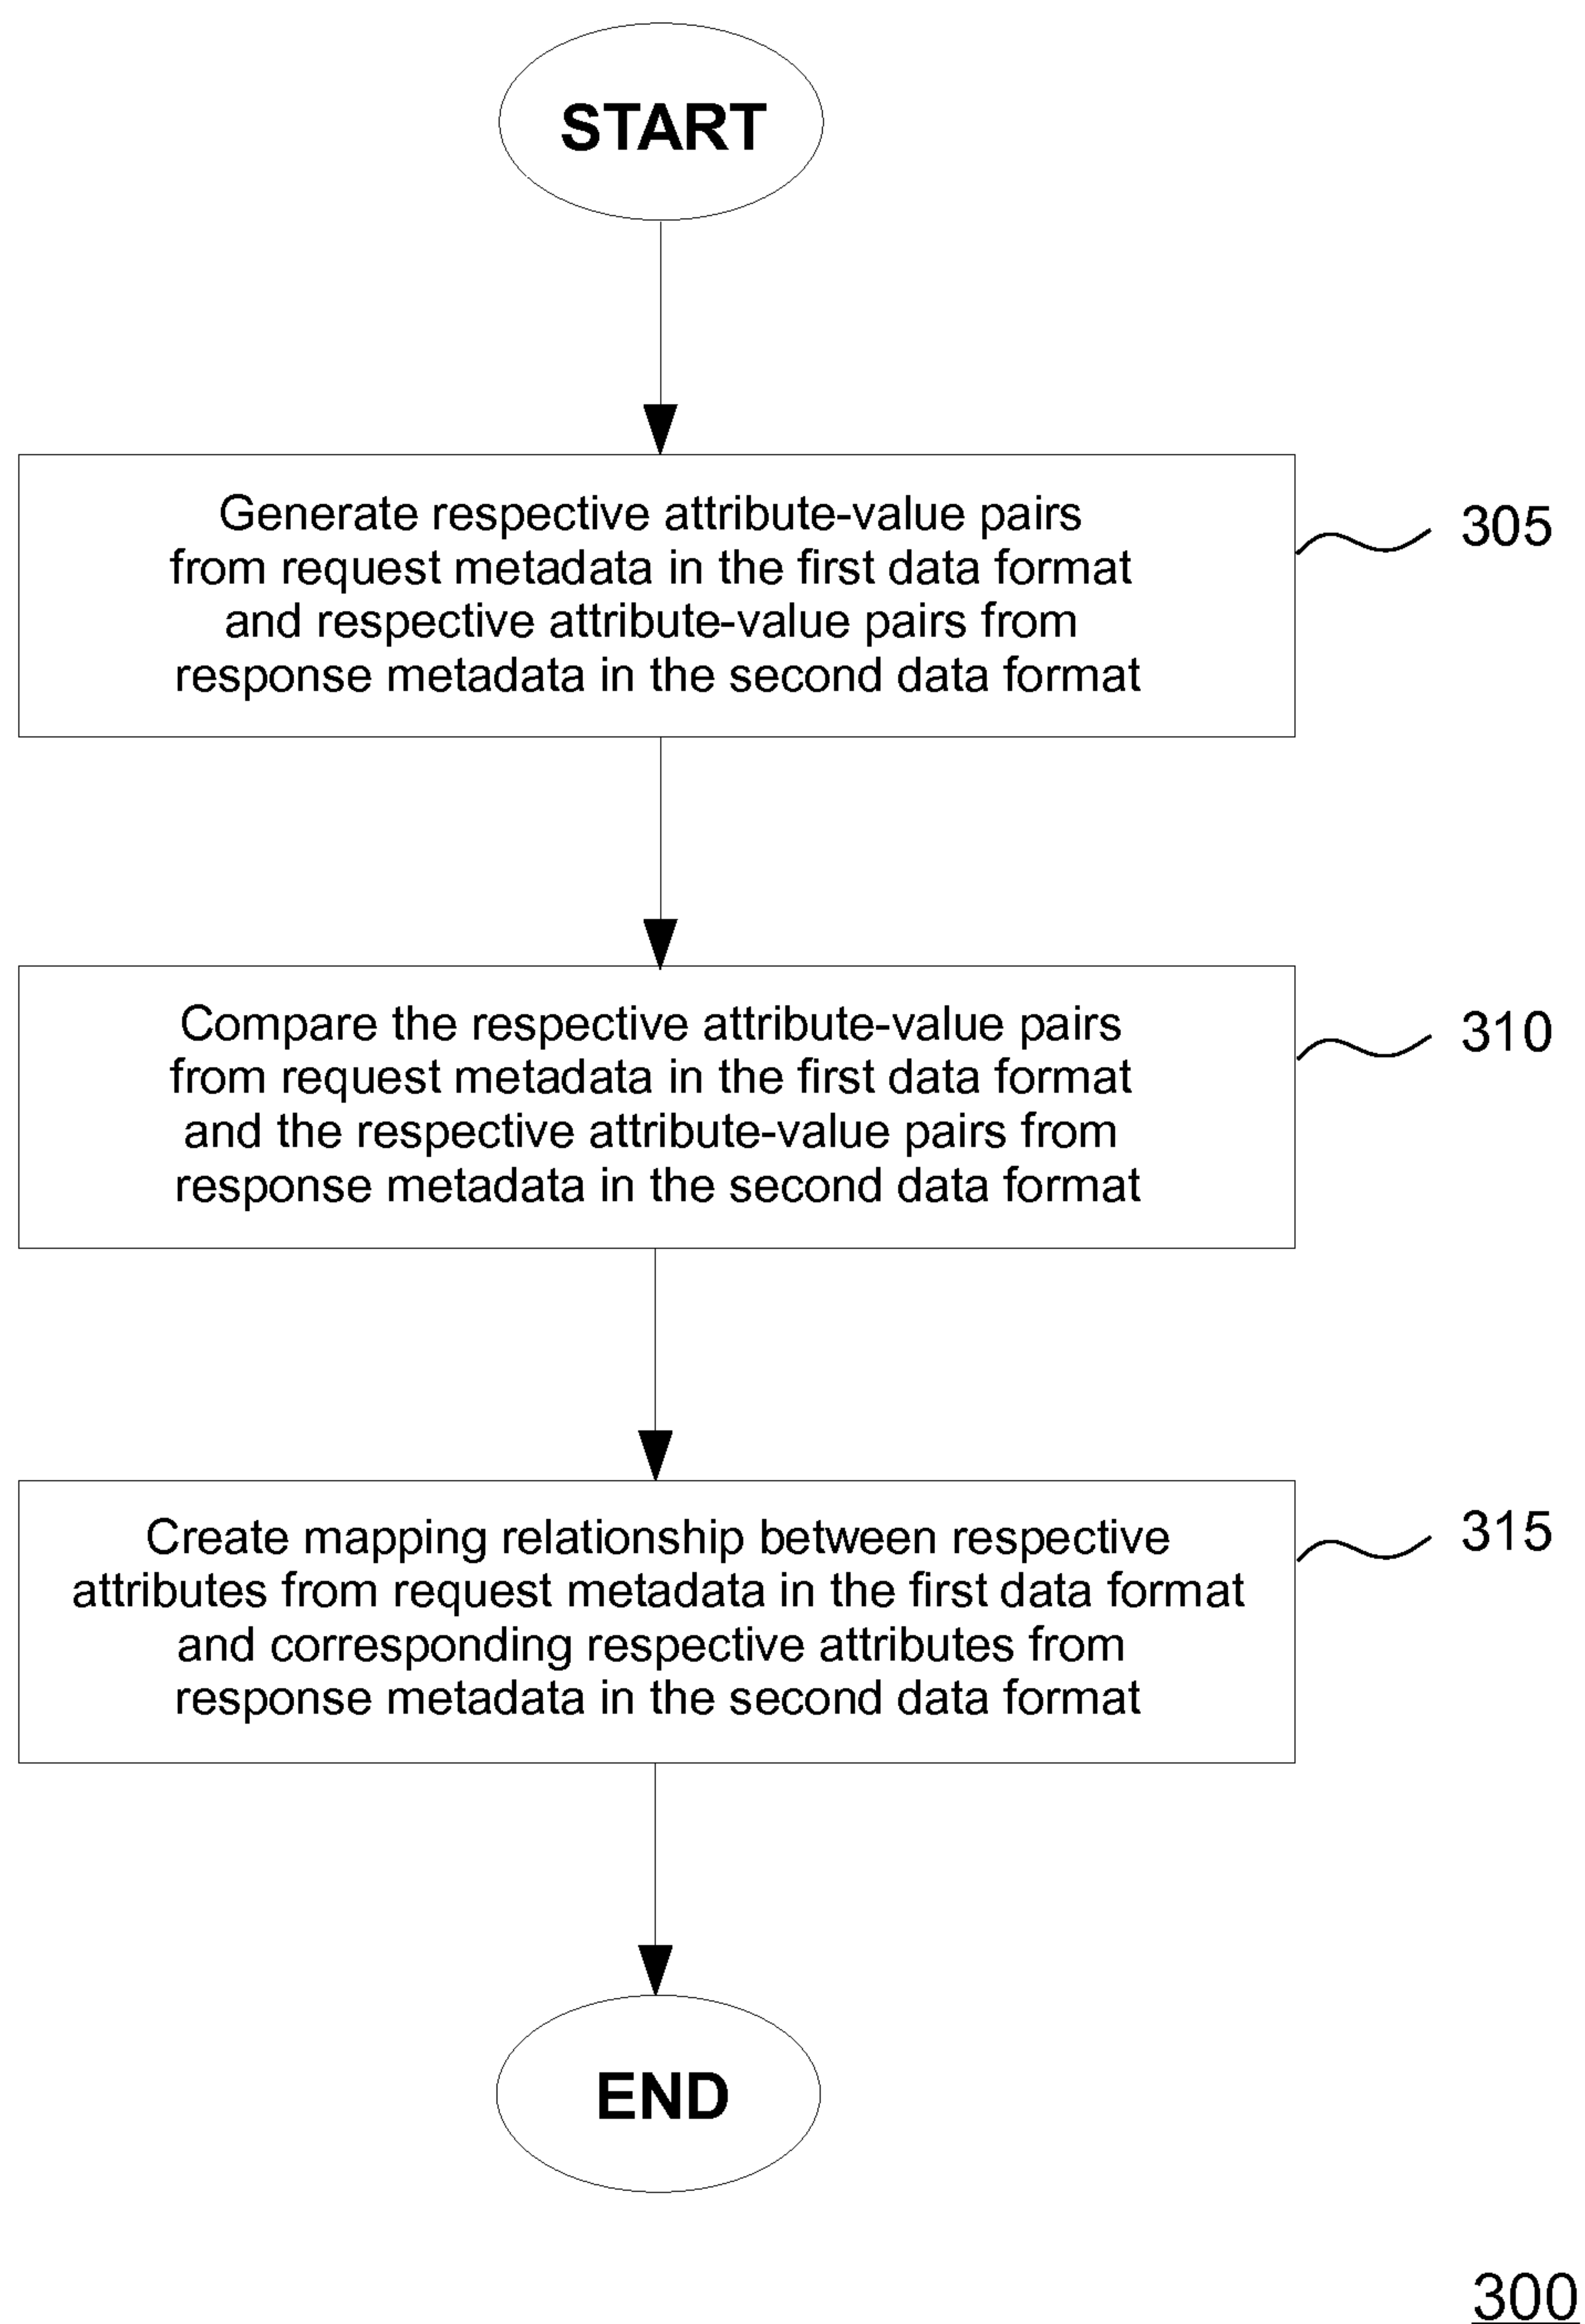 START
Generate respective attribute-value pairs
from request metadata in the first data format
and respective attribute-value pairs from
response metadata in the second data format
305
Compare the respective attribute-value pairs
from request metadata in the first data format
and the respective attribute-value pairs from
response metadata in the second data format
310
Create mapping relationship between respective
attributes from request metadata in the first data format
and corresponding respective attributes from
response metadata in the second data format
315
END
300